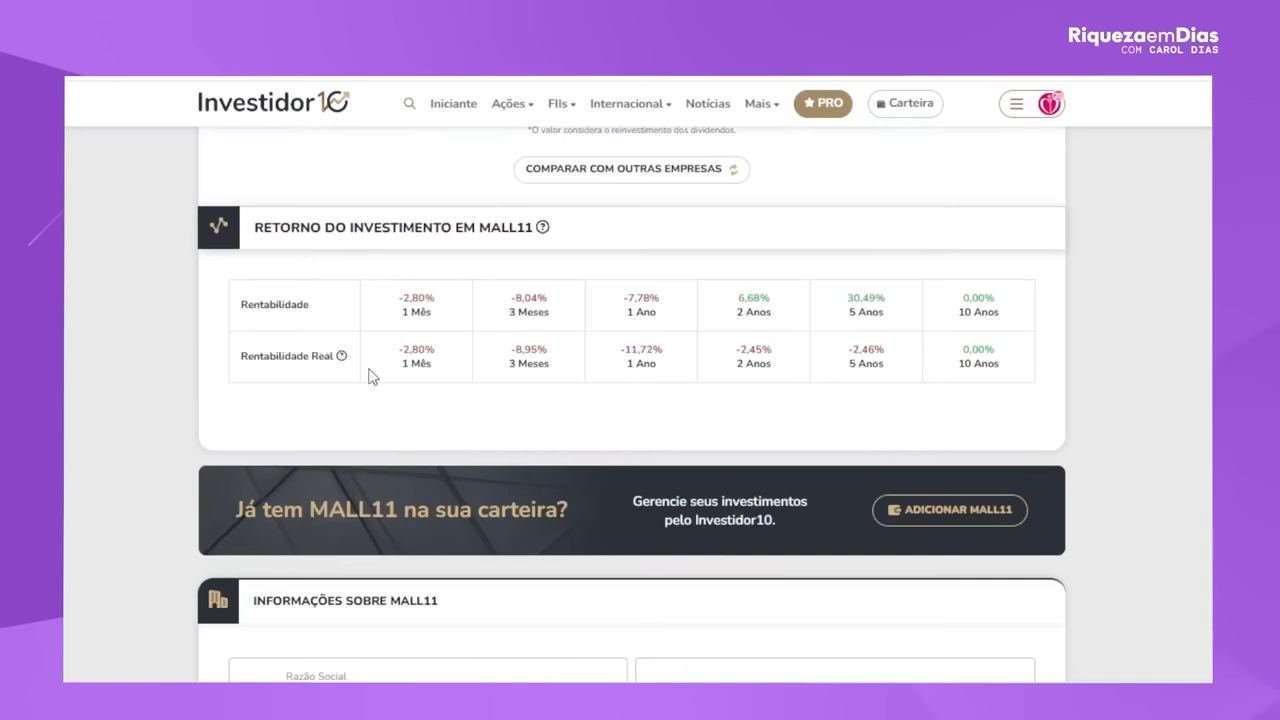 RiquezaemDias
COM CAROL DIAS
Investidor10
Iniciante
Ações
FIIs
Internacional
Notícias
Mais
PRO
Carteira
*O valor considera o reinvestimento dos dividendos.
COMPARAR COM OUTRAS EMPRESAS
RETORNO DO INVESTIMENTO EM MALL11
Rentabilidade
-2,80%
1 Mês
-8,04%
3 Meses
-7,78%
1 Ano
6,68%
2 Anos
30,49%
5 Anos
0,00%
10 Anos
Rentabilidade Real
-2,80%
1 Mês
-8,95%
3 Meses
-11,72%
1 Ano
-2,45%
2 Anos
-2,46%
5 Anos
0,00%
10 Anos
Já tem MALL11 na sua carteira?
Gerencie seus investimentos
pelo Investidor10.
ADICIONAR MALL11
INFORMAÇÕES SOBRE MALL11
Razão Social